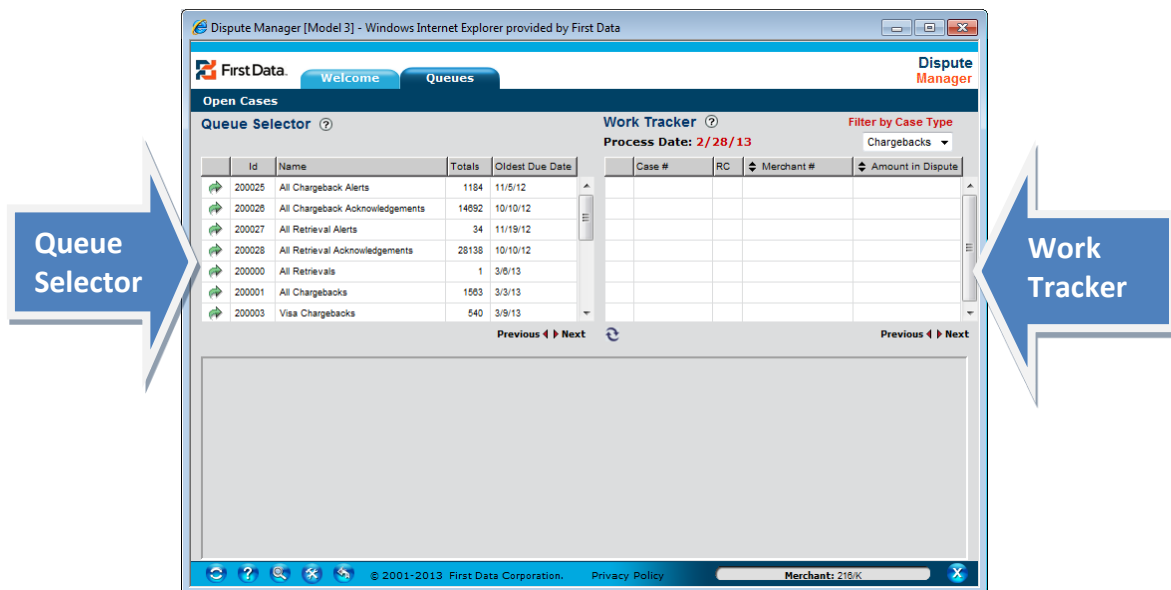 Dispute Manager [Model 3] - Windows Internet Explorer provided by First Data
First Data.
Welcome
Queues
Dispute
Manager
Open Cases
Queue Selector ?
Work Tracker ?
Filter by Case Type
Process Date: 2/28/13
Chargebacks
Id Name Totals Oldest Due Date
200025 All Chargeback Alerts 1184 11/5/12
200026 All Chargeback Acknowledgements 14692 10/10/12
200027 All Retrieval Alerts 34 11/19/12
200028 All Retrieval Acknowledgements 28138 10/10/12
200000 All Retrievals 1 3/6/13
200001 All Chargebacks 1563 3/3/13
200003 Visa Chargebacks 540 3/9/13
Previous Next
Case # RC Merchant # Amount in Dispute
Previous Next
Queue
Selector
Work
Tracker
© 2001-2013 First Data Corporation. Privacy Policy Merchant: 216/K